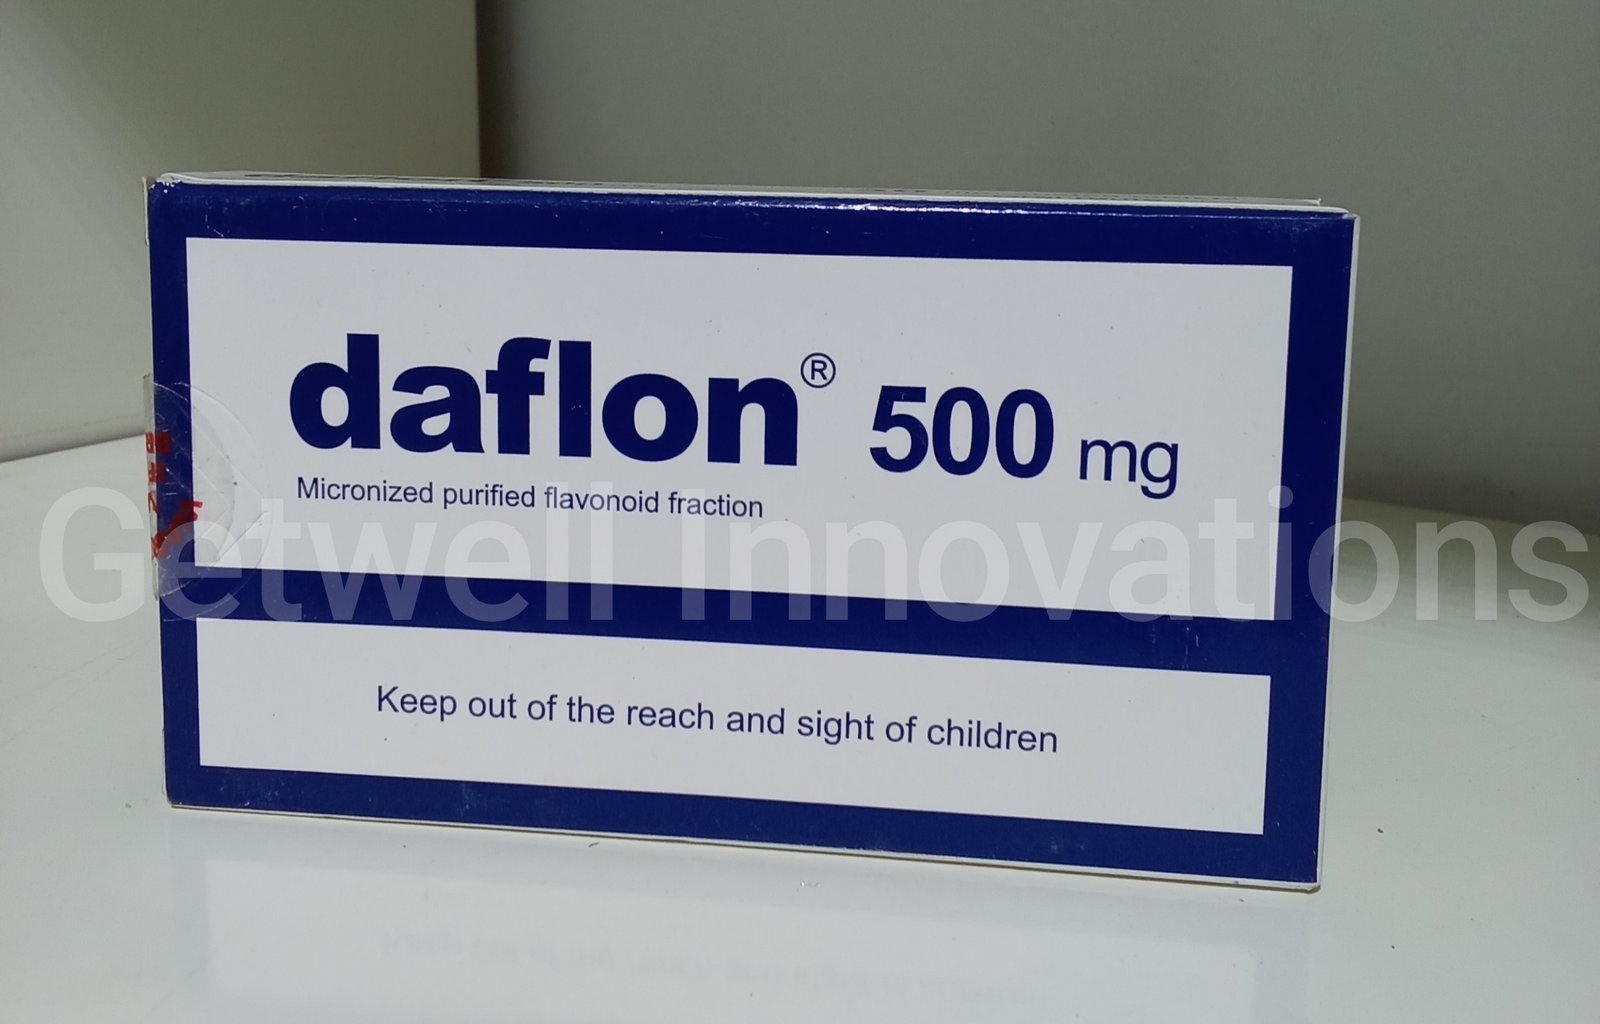 daflon® 500 mg
Micronized purified flavonoid fraction
Getwell Innovations
Keep out of the reach and sight of children